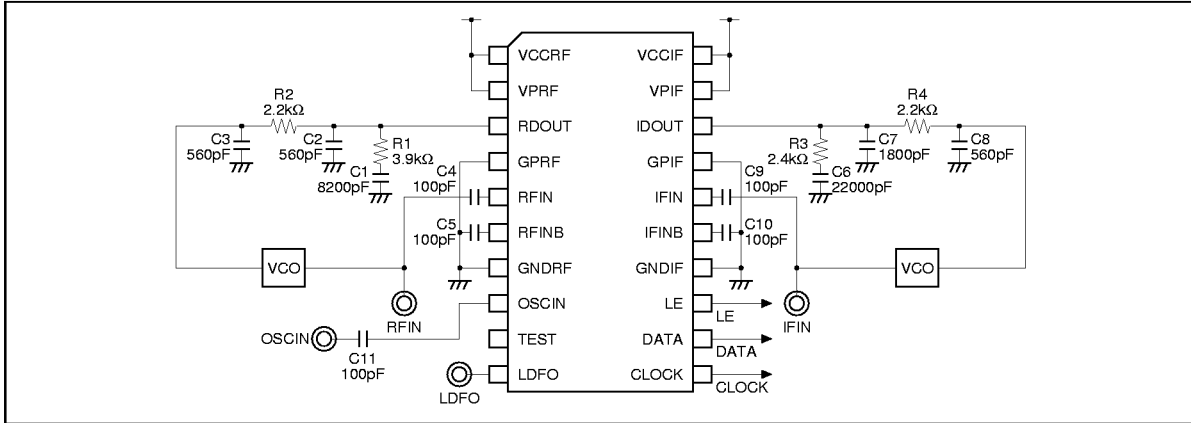 VCCRF
VPRF
RDOUT
GPRF
RFIN
RFINB
GNDRF
OSCIN
TEST
LDFO
VCCIF
VPIF
IDOUT
GPIF
IFIN
IFINB
GNDIF
LE
DATA
CLOCK
R2
2.2kΩ
C3
560pF
C2
560pF
R1
3.9kΩ
C1
8200pF
C4
100pF
C5
100pF
VCO
RFIN
OSCIN
C11
100pF
LDFO
R4
2.2kΩ
R3
2.4kΩ
C7
1800pF
C8
560pF
C6
22000pF
C9
100pF
C10
100pF
VCO
IFIN
LE
DATA
CLOCK